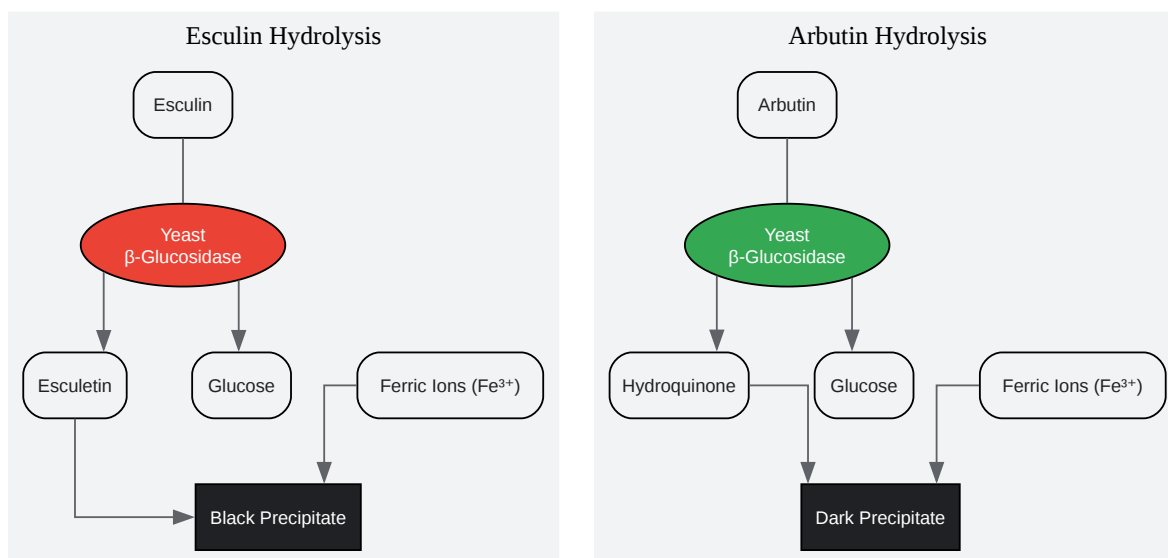 Esculin Hydrolysis
Esculin
Yeast
β-Glucosidase
Esculetin
Glucose
Ferric Ions (Fe³⁺)
Black Precipitate
Arbutin Hydrolysis
Arbutin
Yeast
β-Glucosidase
Hydroquinone
Glucose
Ferric Ions (Fe³⁺)
Dark Precipitate